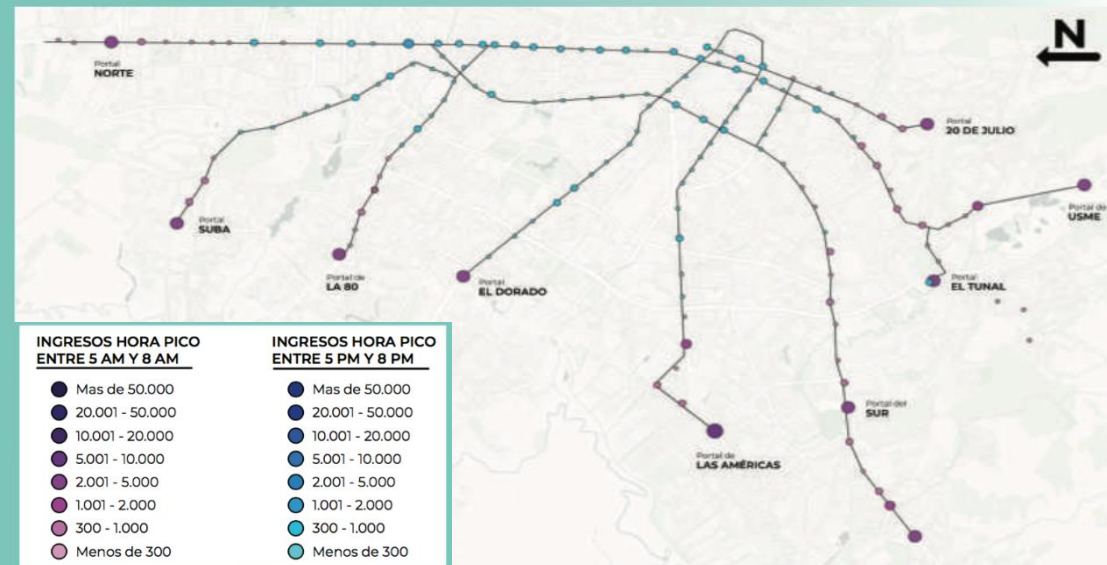 N
Portal
NORTE
Portal
20 DE JULIO
Portal de
USME
Portal
SUBA
Portal de
LA 80
Portal
EL DORADO
Portal
EL TUNAL
Portal del
SUR
Portal de
LAS AMÉRICAS
INGRESOS HORA PICO
ENTRE 5 AM Y 8 AM
Mas de 50.000
20.001 - 50.000
10.001 - 20.000
5.001 - 10.000
2.001 - 5.000
1.001 - 2.000
300 - 1.000
Menos de 300
INGRESOS HORA PICO
ENTRE 5 PM Y 8 PM
Mas de 50.000
20.001 - 50.000
10.001 - 20.000
5.001 - 10.000
2.001 - 5.000
1.001 - 2.000
300 - 1.000
Menos de 300